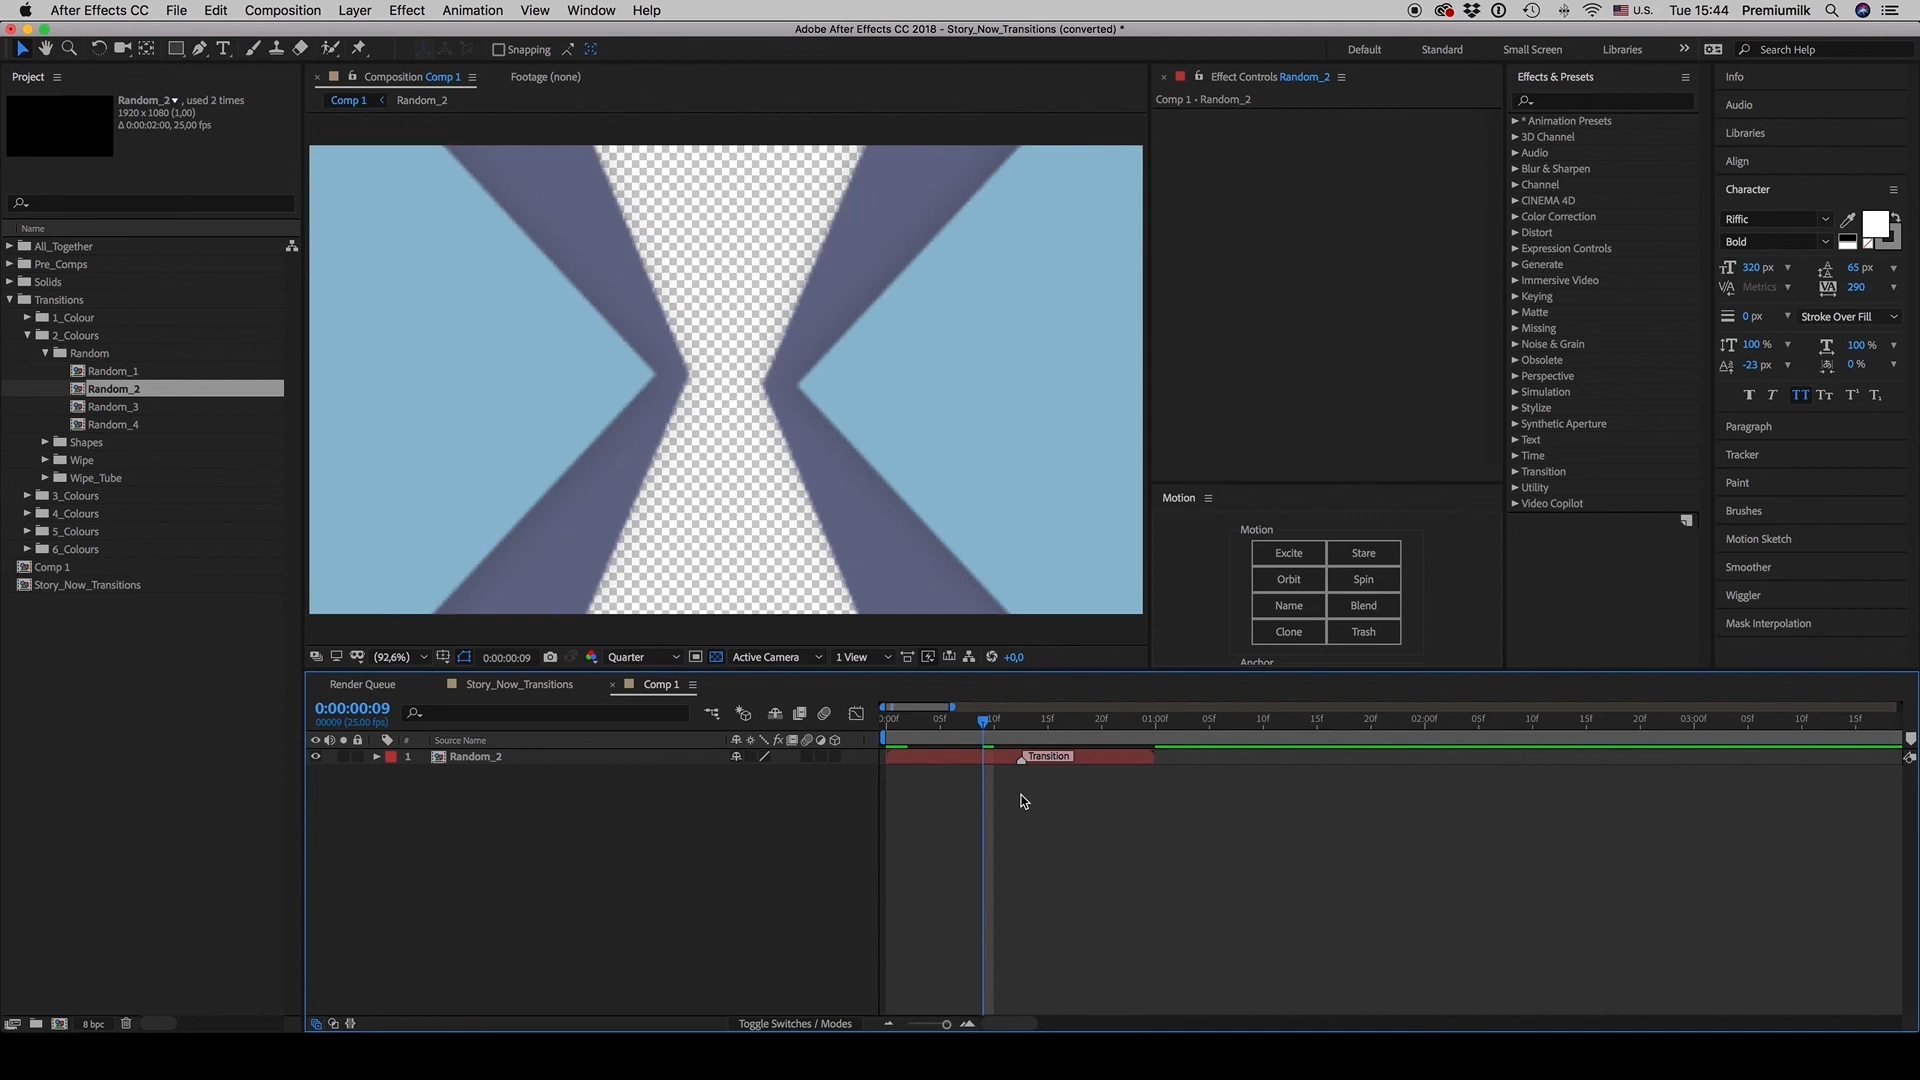 After Effects CC File Edit Composition Layer Effect Animation View Window Help U.S. Tue 15:44 Premiumilk
Adobe After Effects CC 2018 - Story_Now_Transitions (converted) *
Snapping Default Standard Small Screen Libraries Search Help
Project
Random_2 , used 2 times
1920 x 1080 (1,00)
Δ 0:00:02:00, 25,00 fps
Name
All_Together
Pre_Comps
Solids
Transitions
1_Colour
2_Colours
Random
Random_1
Random_2
Random_3
Random_4
Shapes
Wipe
Wipe_Tube
3_Colours
4_Colours
5_Colours
6_Colours
Comp 1
Story_Now_Transitions
8 bpc
Composition Comp 1 Footage (none)
Comp 1 Random_2
(92,6%) 0:00:00:09 Quarter Active Camera 1 View +0,0
Effect Controls Random_2
Comp 1 • Random_2
Motion
Motion
Excite Stare
Orbit Spin
Name Blend
Clone Trash
Anchor
Effects & Presets
* Animation Presets
3D Channel
Audio
Blur & Sharpen
Channel
CINEMA 4D
Color Correction
Distort
Expression Controls
Generate
Immersive Video
Keying
Matte
Missing
Noise & Grain
Obsolete
Perspective
Simulation
Stylize
Synthetic Aperture
Text
Time
Transition
Utility
Video Copilot
Info
Audio
Libraries
Align
Character
Riffic
Bold
320 px 65 px
Metrics 290
0 px Stroke Over Fill
100 % 100 %
-23 px 0 %
Paragraph
Tracker
Paint
Brushes
Motion Sketch
Smoother
Wiggler
Mask Interpolation
Render Queue Story_Now_Transitions Comp 1
0:00:00:09
00009 (25.00 fps)
0:00f 05f 10f 15f 20f 01:00f 05f 10f 15f 20f 02:00f 05f 10f 15f 20f 03:00f 05f 10f 15f
# Source Name
1 Random_2 Transition
Toggle Switches / Modes